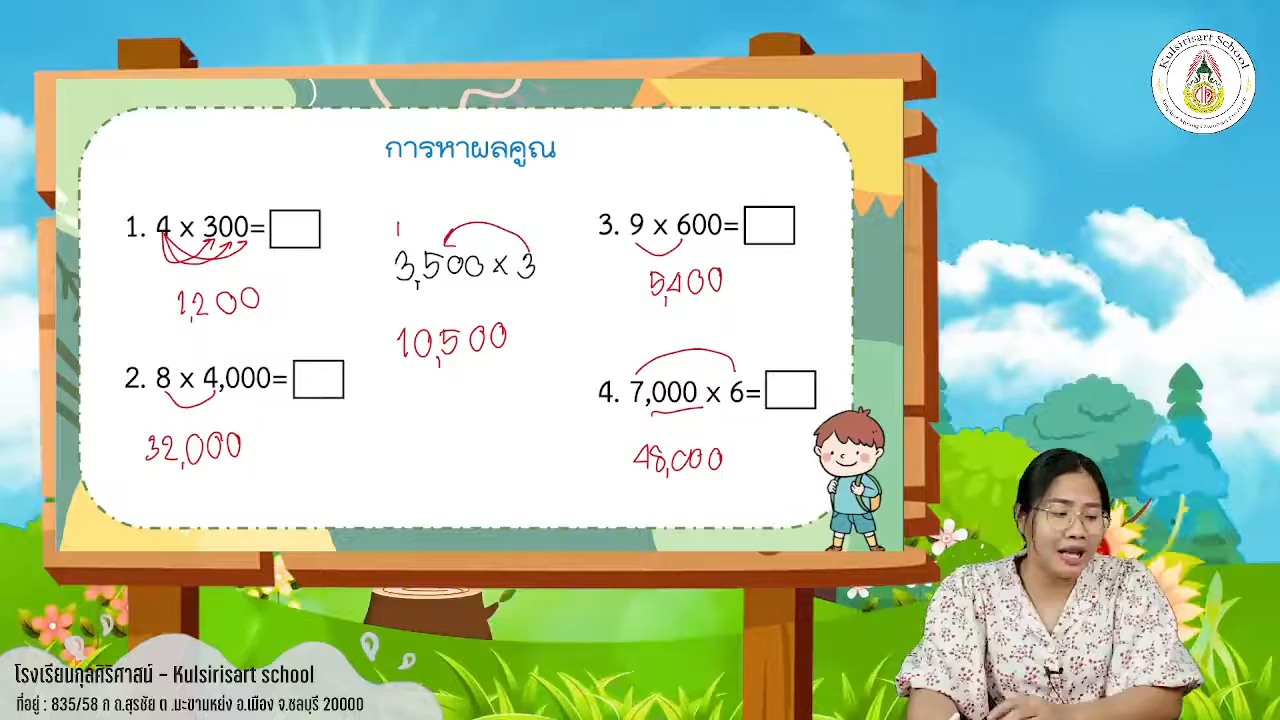 Kulsirisart School
การหาผลคูณ
1. 4 x 300=
1,200
1
3,500 x 3
10,500
3. 9 x 600=
5,400
2. 8 x 4,000=
32,000
4. 7,000 x 6=
48,000
โรงเรียนกุลศิริศาสน์ - Kulsirisart school
ที่อยู่ : 835/58 ก ถ.สุรชัย ต .มะขามหย่ง อ.เมือง จ.ชลบุรี 20000